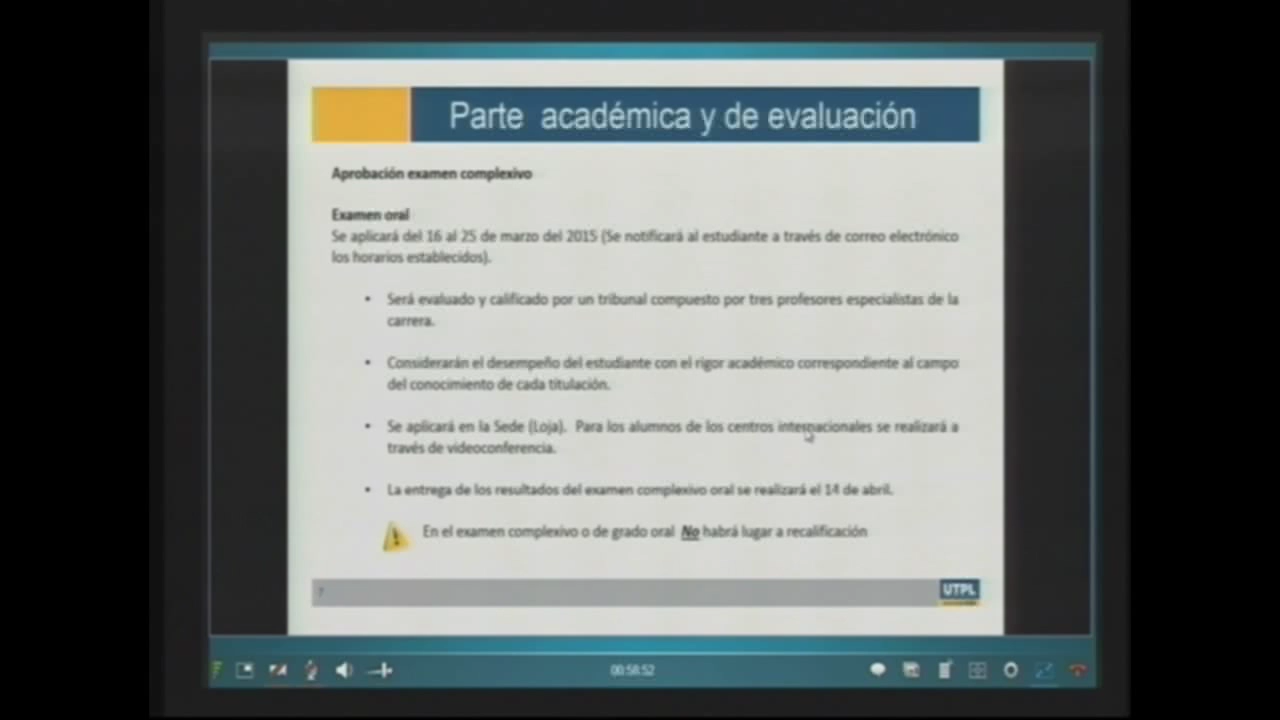 Parte académica y de evaluación
Aprobación examen complexivo
Examen oral
Se aplicará del 16 al 25 de marzo del 2015 (Se notificará al estudiante a través de correo electrónico
los horarios establecidos).
• Será evaluado y calificado por un tribunal compuesto por tres profesores especialistas de la
carrera.
• Considerarán el desempeño del estudiante con el rigor académico correspondiente al campo
del conocimiento de cada titulación.
• Se aplicará en la Sede (Loja). Para los alumnos de los centros internacionales se realizará a
través de videoconferencia.
• La entrega de los resultados del examen complexivo oral se realizará el 14 de abril.
En el examen complexivo o de grado oral No habrá lugar a recalificación
7
UTPL
00:58:52